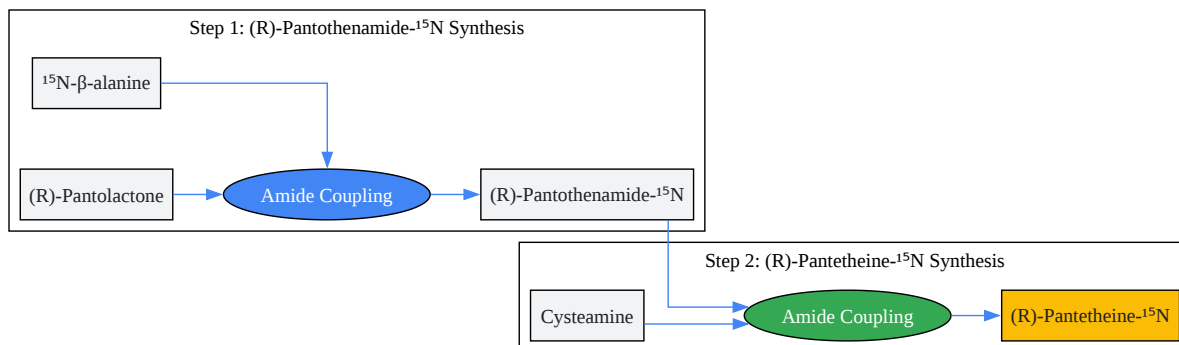 Step 1: (R)-Pantothenamide-¹⁵N Synthesis
¹⁵N-β-alanine
(R)-Pantolactone
Amide Coupling
(R)-Pantothenamide-¹⁵N
Step 2: (R)-Pantetheine-¹⁵N Synthesis
Cysteamine
Amide Coupling
(R)-Pantetheine-¹⁵N